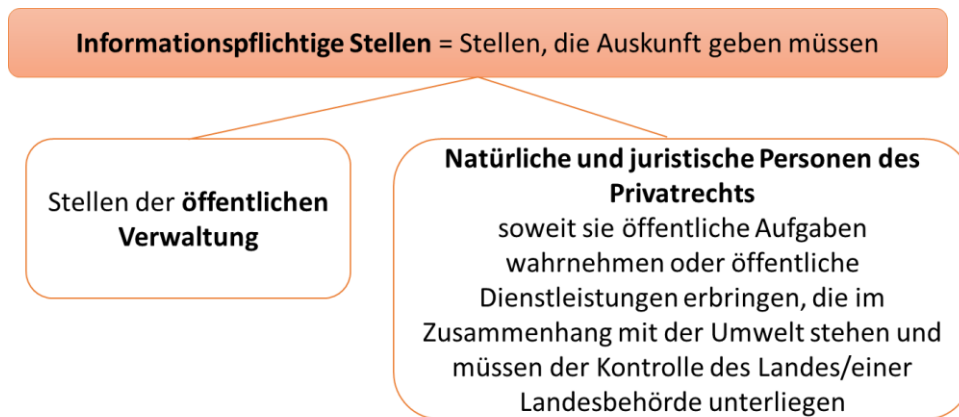 Informationspflichtige Stellen = Stellen, die Auskunft geben müssen
Stellen der öffentlichen
Verwaltung
Natürliche und juristische Personen des
Privatrechts
soweit sie öffentliche Aufgaben
wahrnehmen oder öffentliche
Dienstleistungen erbringen, die im
Zusammenhang mit der Umwelt stehen und
müssen der Kontrolle des Landes/einer
Landesbehörde unterliegen